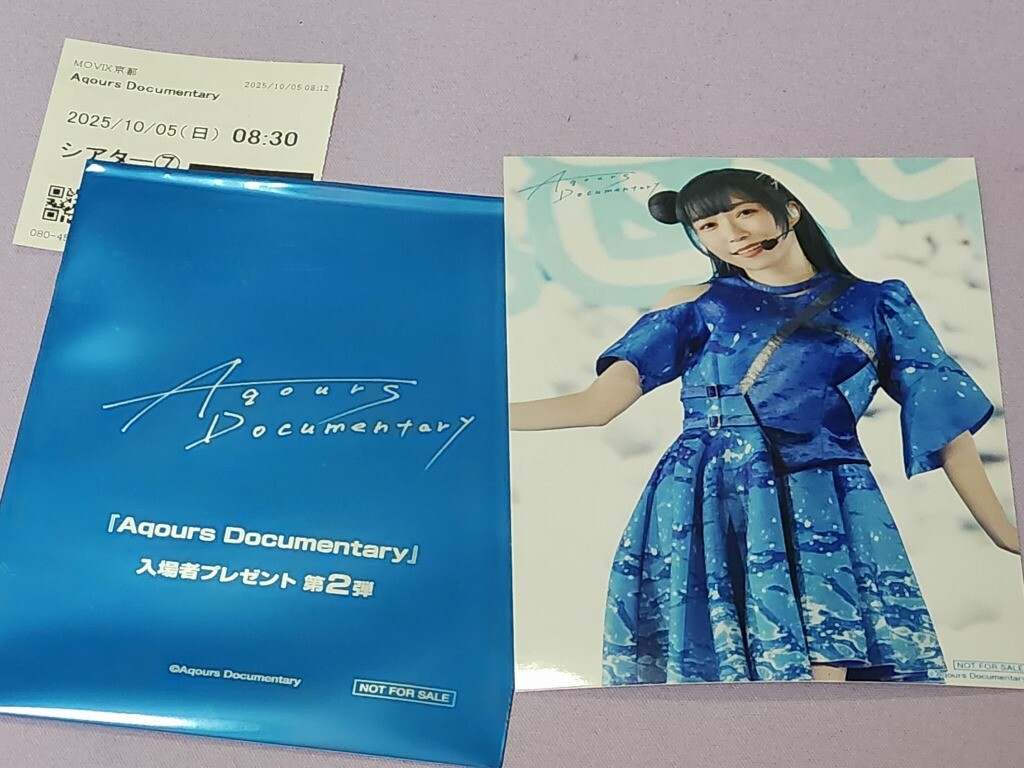 MOVIX京都
Aqours Documentary
2025/10/05 08:12
2025/10/05(日) 08:30
シアター⑦
Aqours
Documentary
『Aqours Documentary』
入場者プレゼント 第2弾
©Aqours Documentary
NOT FOR SALE
Aqours
Documentary
NOT FOR SALE
©Aqours Documentary